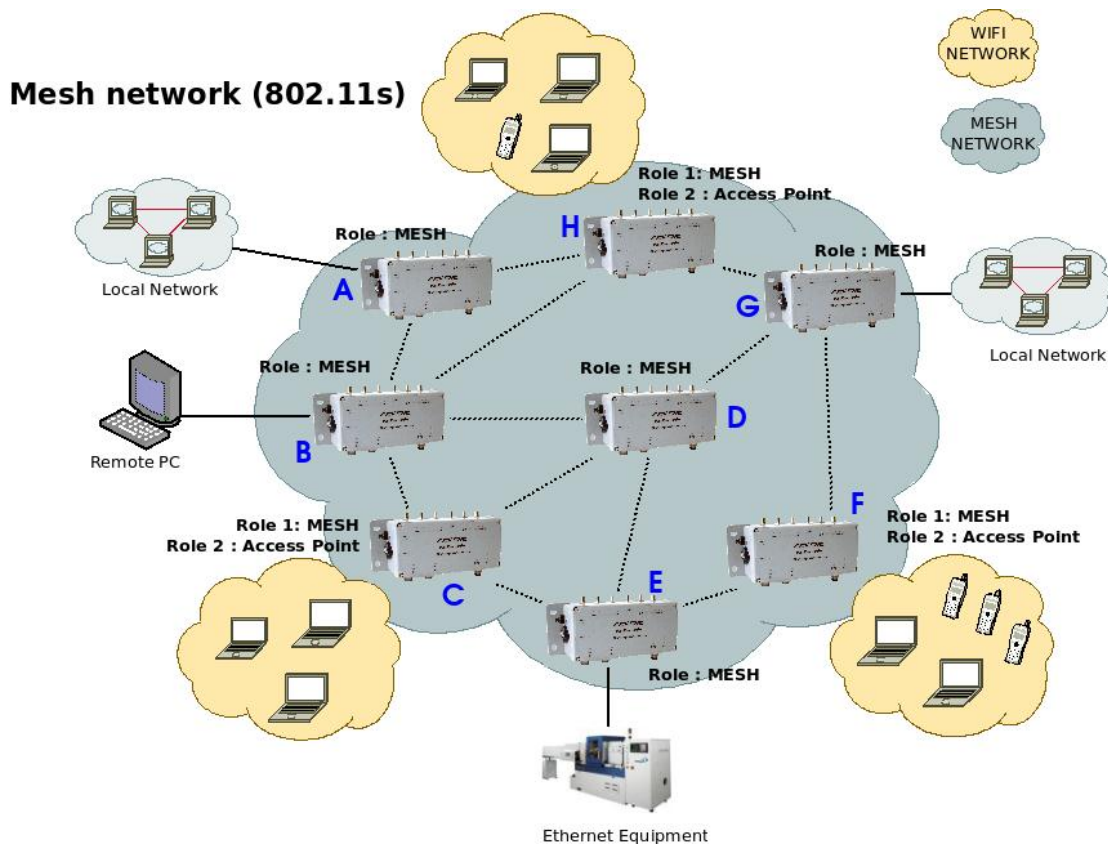 WIFI
NETWORK
Mesh network (802.11s)
MESH
NETWORK
Role 1: MESH
Role 2 : Access Point
H
Role : MESH
Role : MESH
A
G
Local Network
Local Network
Role : MESH
Role : MESH
D
B
Remote PC
F
Role 1: MESH
Role 2 : Access Point
Role 1: MESH
Role 2 : Access Point
C
E
Role : MESH
Ethernet Equipment